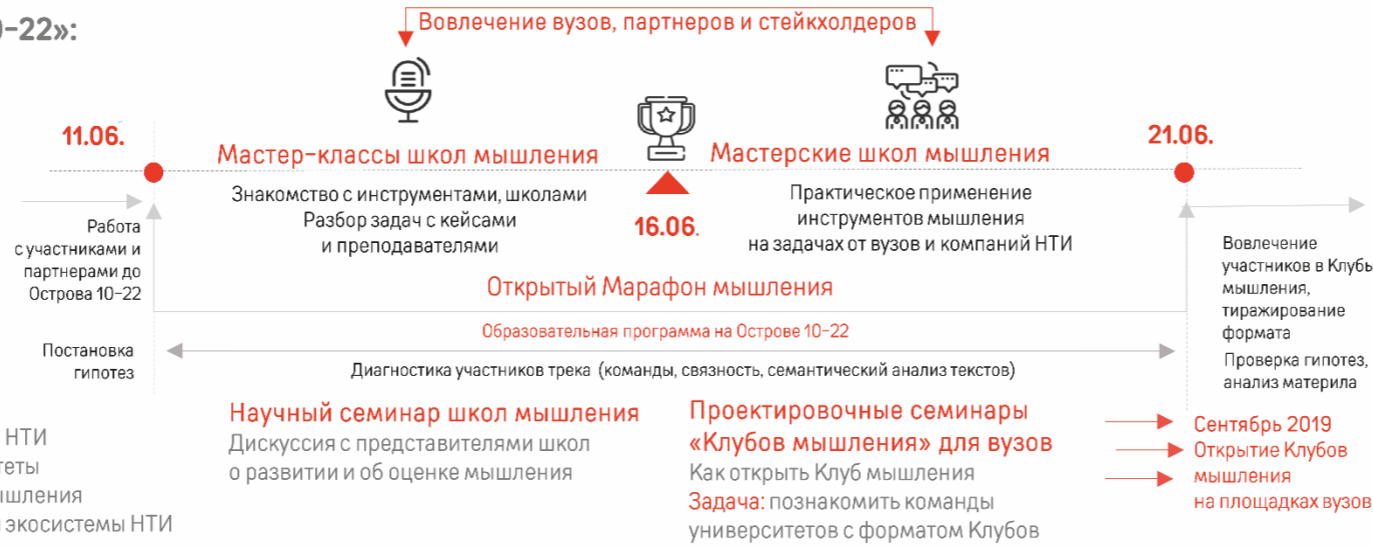 Вовлечение вузов, партнеров и стейкхолдеров
-22»:
11.06.
21.06.
Мастер-классы школ мышления
Мастерские школ мышления
Знакомство с инструментами, школами
Разбор задач с кейсами
и преподавателями
16.06.
Практическое применение
инструментов мышления
на задачах от вузов и компаний НТИ
Работа
с участниками и
партнерами до
Острова 10-22
Вовлечение
участников в Клубы
мышления,
тиражирование
формата
Открытый Марафон мышления
Образовательная программа на Острове 10-22
Постановка
гипотез
Диагностика участников трека (команды, связность, семантический анализ текстов)
Проверка гипотез,
анализ материла
Научный семинар школ мышления
Дискуссия с представителями школ
о развитии и об оценке мышления
Проектировочные семинары
«Клубов мышления» для вузов
Как открыть Клуб мышления
Задача: познакомить команды
университетов с форматом Клубов
Сентябрь 2019
Открытие Клубов
мышления
на площадках вузов
НТИ
теты
ышления
экосистемы НТИ